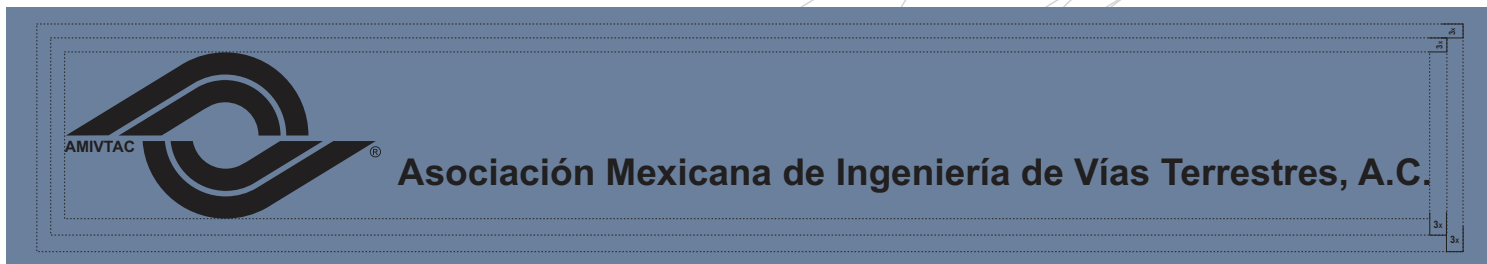 3x
3x
AMIVTAC
®
Asociación Mexicana de Ingeniería de Vías Terrestres, A.C.
3x
3x